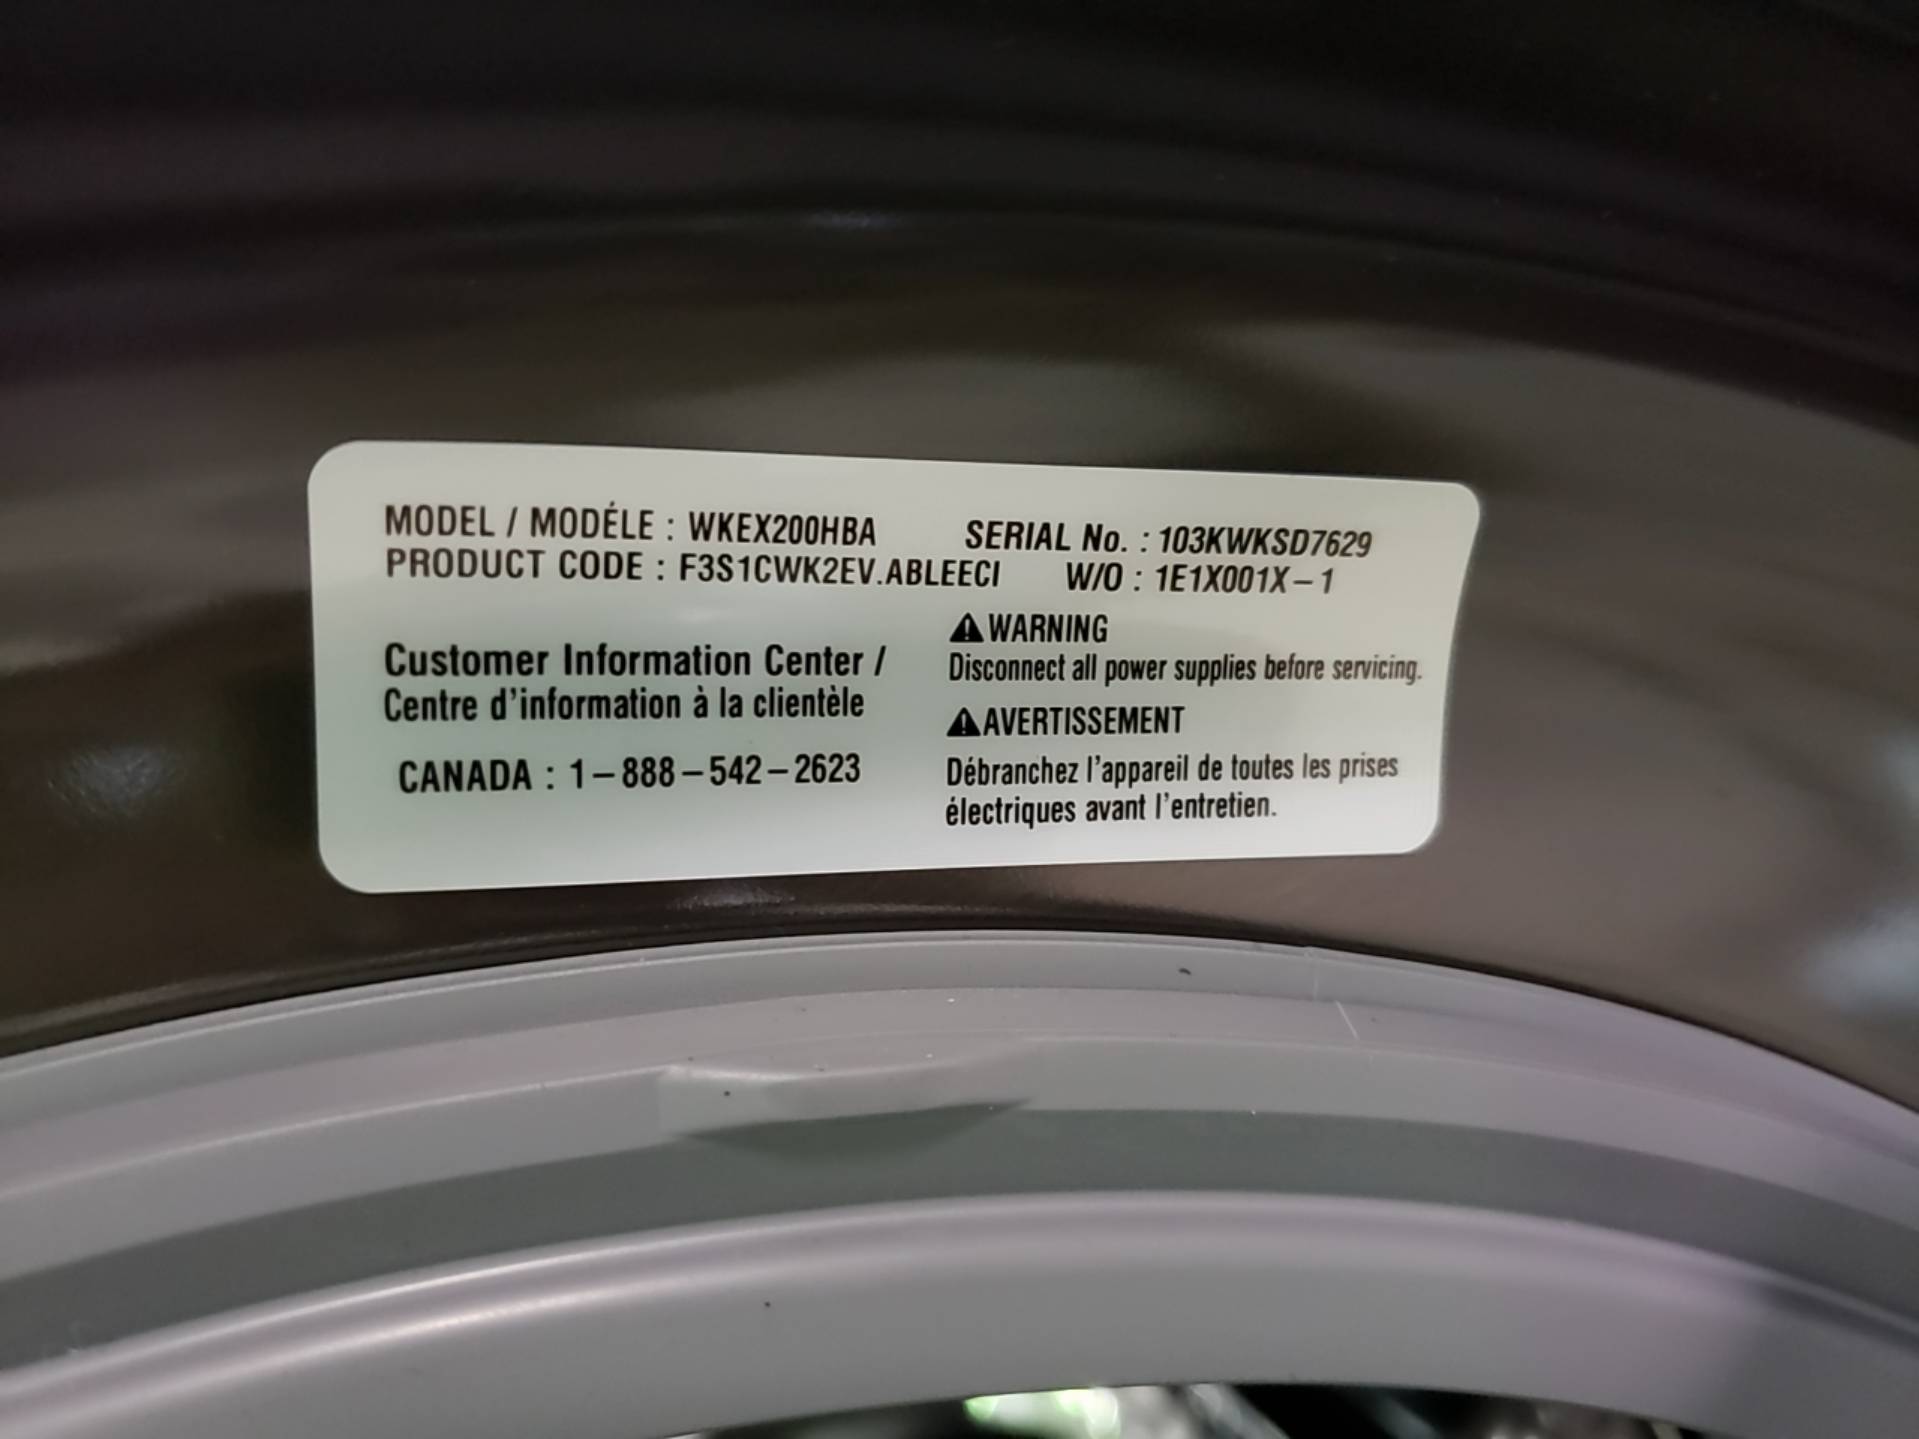 MODEL / MODÉLE : WKEX200HBA
SERIAL No. : 103KWKSD7629
PRODUCT CODE : F3S1CWK2EV.ABLEECI
W/O : 1E1X001X-1
Customer Information Center /
Centre d'information à la clientèle
CANADA : 1-888-542-2623
⚠WARNING
Disconnect all power supplies before servicing.
⚠AVERTISSEMENT
Débranchez l'appareil de toutes les prises
électriques avant l'entretien.